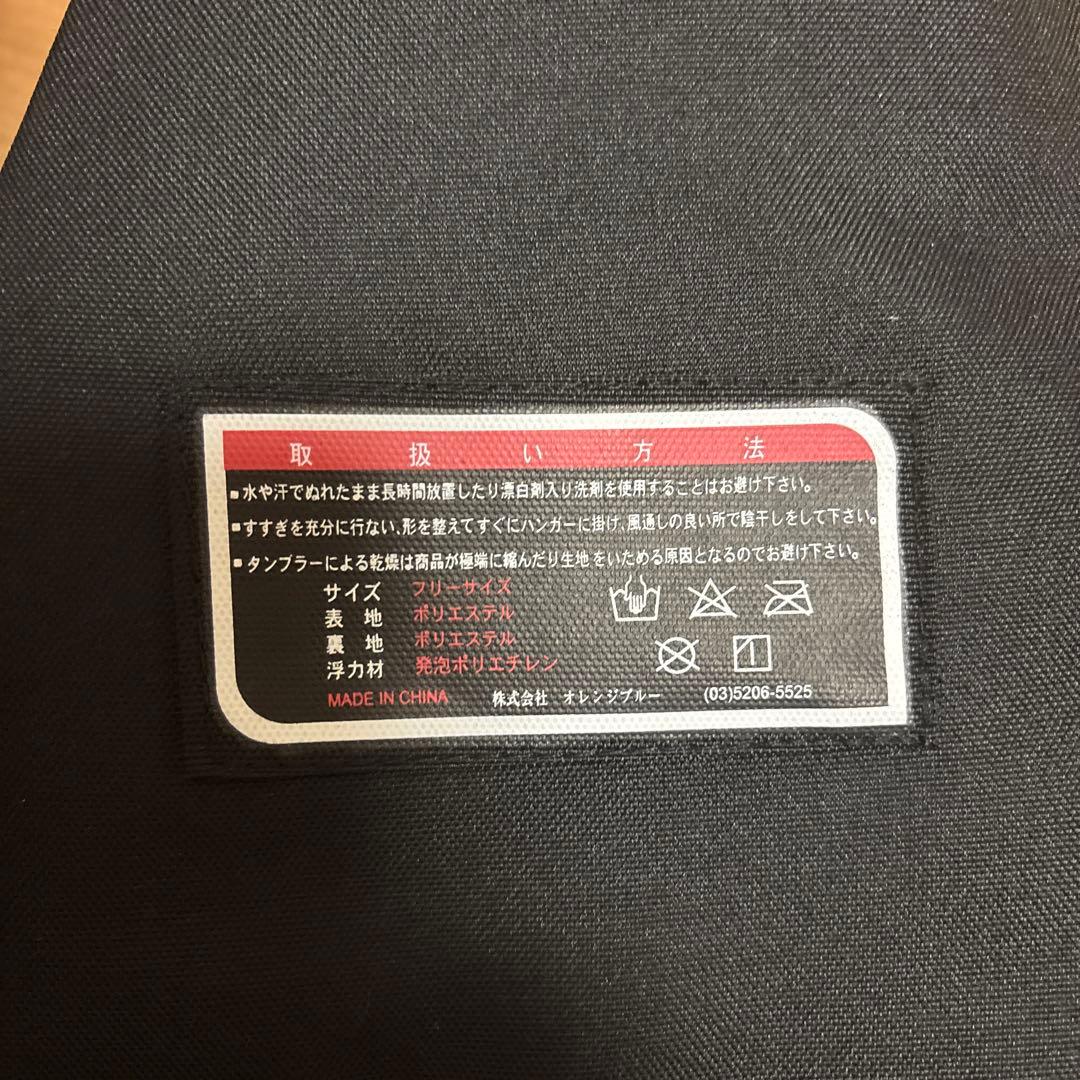 取扱い方法
■水や汗でぬれたまま長時間放置したり漂白剤入り洗剤を使用することはお避け下さい。
■すすぎを充分に行ない、形を整えてすぐにハンガーに掛け、風通しの良い所で陰干しをして下さい。
■タンブラーによる乾燥は商品が極端に縮んだり生地をいためる原因となるのでお避け下さい。
サイズ フリーサイズ
表地 ポリエステル
裏地 ポリエステル
浮力材 発泡ポリエチレン
MADE IN CHINA 株式会社 オレンジブルー (03)5206-5525